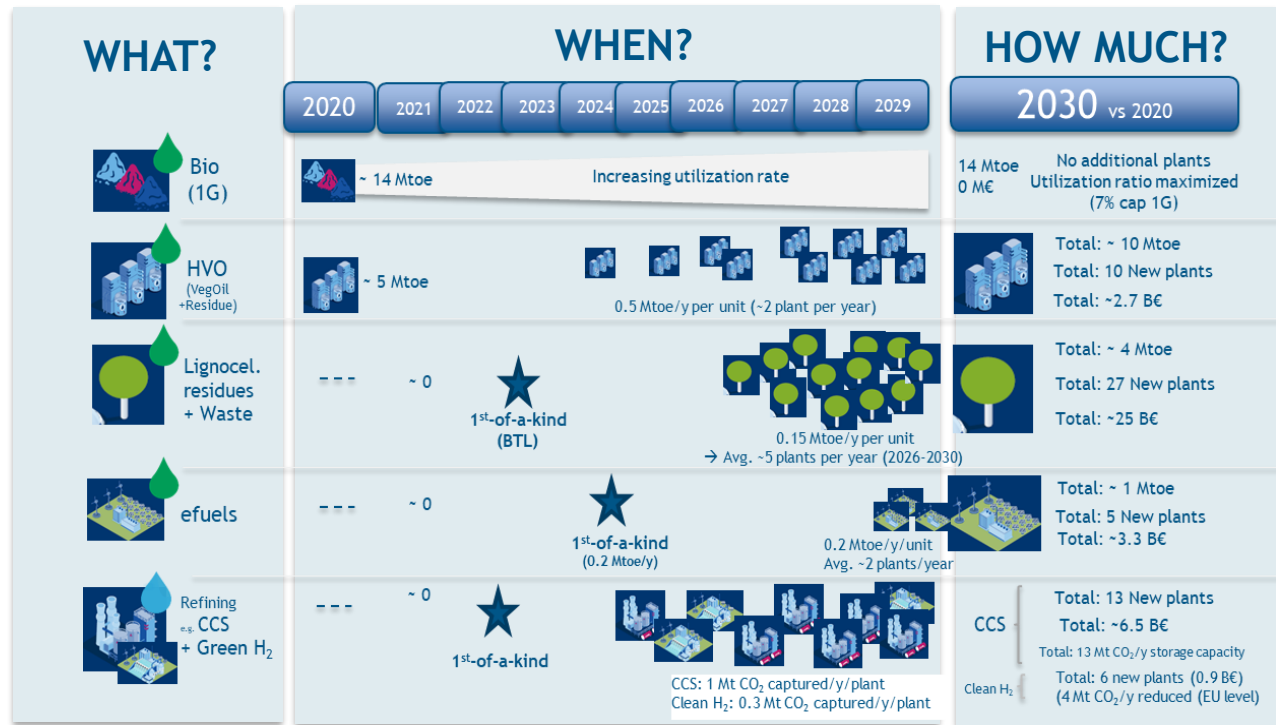 WHAT?
WHEN?
HOW MUCH?
2020
2021
2022
2023
2024
2025
2026
2027
2028
2029
2030 vs 2020
Bio
(1G)
~ 14 Mtoe
Increasing utilization rate
14 Mtoe
0 M€
No additional plants
Utilization ratio maximized
(7% cap 1G)
HVO
(VegOil
+Residue)
~ 5 Mtoe
0.5 Mtoe/y per unit (~2 plant per year)
Total: ~ 10 Mtoe
Total: 10 New plants
Total: ~2.7 B€
Lignocel.
residues
+ Waste
---
~ 0
1st-of-a-kind
(BTL)
0.15 Mtoe/y per unit
→ Avg. ~5 plants per year (2026-2030)
Total: ~ 4 Mtoe
Total: 27 New plants
Total: ~25 B€
efuels
---
~ 0
1st-of-a-kind
(0.2 Mtoe/y)
0.2 Mtoe/y/unit
Avg. ~2 plants/year
Total: ~ 1 Mtoe
Total: 5 New plants
Total: ~3.3 B€
Refining
e.g. CCS
+ Green H₂
---
~ 0
1st-of-a-kind
CCS: 1 Mt CO₂ captured/y/plant
Clean H₂: 0.3 Mt CO₂ captured/y/plant
CCS
Total: 13 New plants
Total: ~6.5 B€
Total: 13 Mt CO₂/y storage capacity
Clean H₂
Total: 6 new plants (0.9 B€)
(4 Mt CO₂/y reduced (EU level)